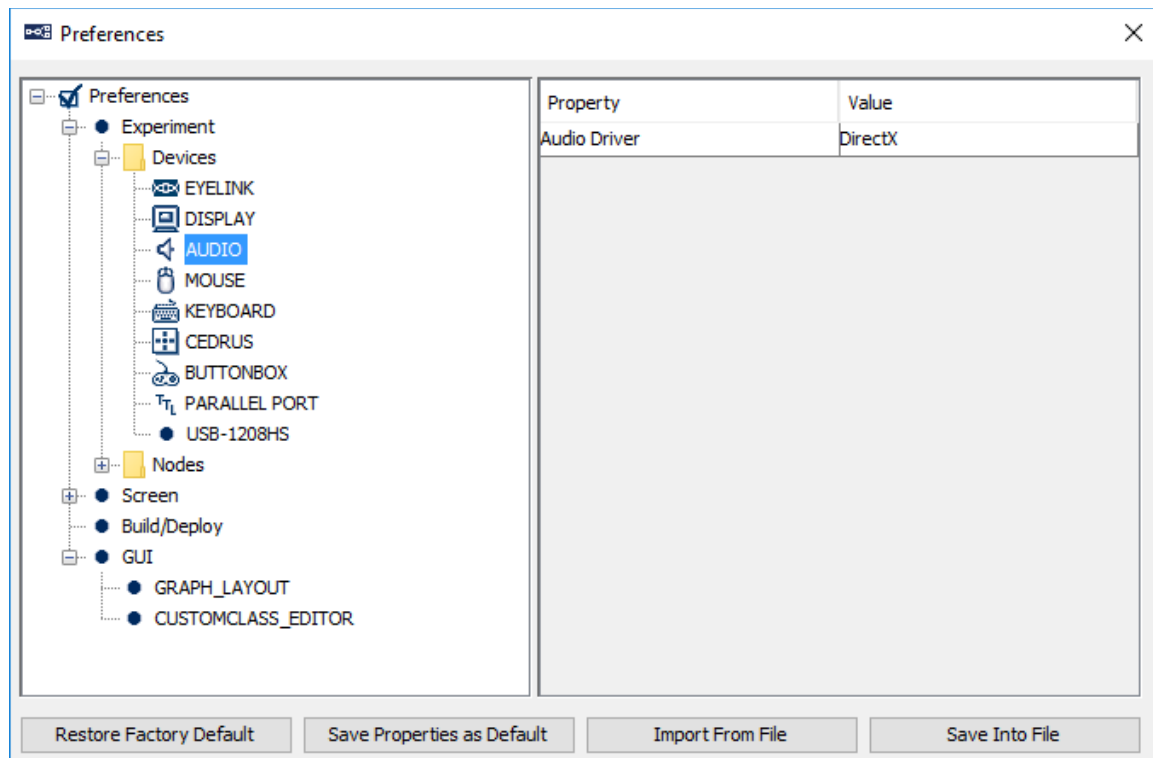 Preferences
Preferences
Experiment
Devices
EYELINK
DISPLAY
AUDIO
MOUSE
KEYBOARD
CEDRUS
BUTTONBOX
TTL PARALLEL PORT
USB-1208HS
Nodes
Screen
Build/Deploy
GUI
GRAPH_LAYOUT
CUSTOMCLASS_EDITOR
Property Value
Audio Driver DirectX
Restore Factory Default Save Properties as Default Import From File Save Into File